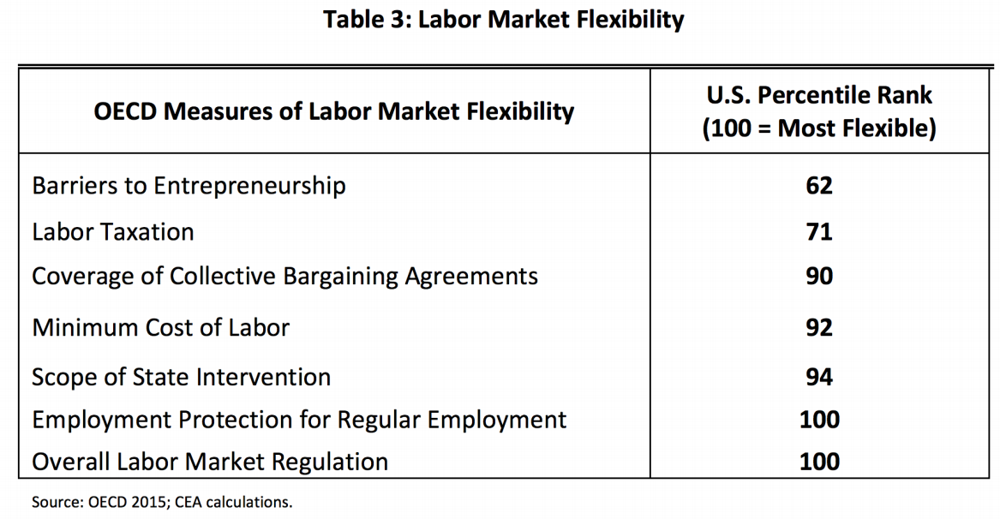 Table 3: Labor Market Flexibility
OECD Measures of Labor Market Flexibility
U.S. Percentile Rank
(100 = Most Flexible)
Barriers to Entrepreneurship 62
Labor Taxation 71
Coverage of Collective Bargaining Agreements 90
Minimum Cost of Labor 92
Scope of State Intervention 94
Employment Protection for Regular Employment 100
Overall Labor Market Regulation 100
Source: OECD 2015; CEA calculations.